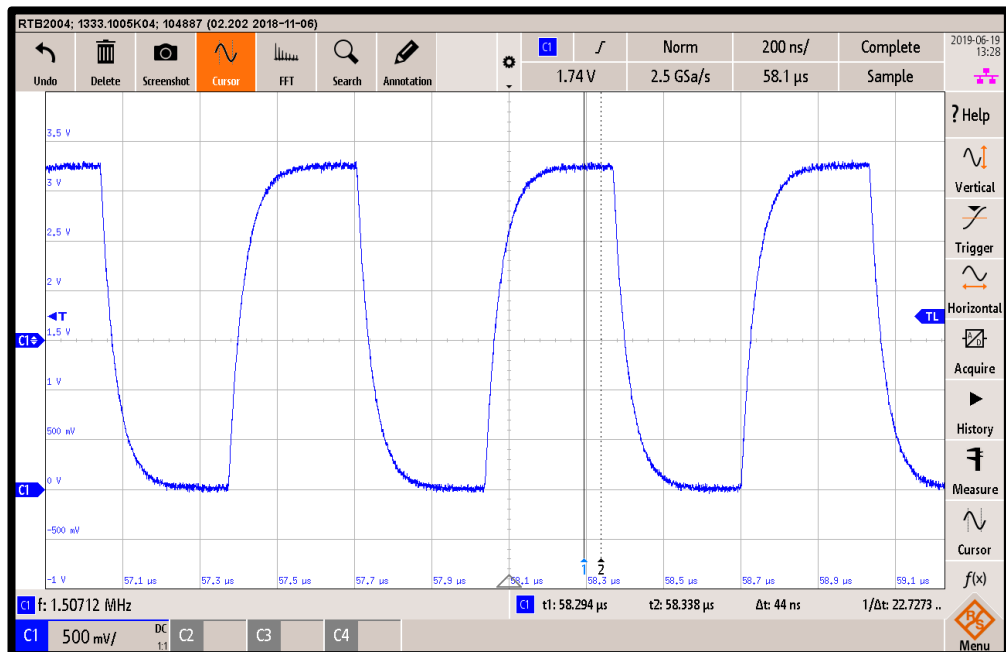 RTB2004; 1333.1005K04; 104887 (02.202 2018-11-06)
Undo Delete Screenshot Cursor FFT Search Annotation
C1 Norm 200 ns/ Complete
1.74 V 2.5 GSa/s 58.1 µs Sample
2019-06-19
13:28
? Help
Vertical
Trigger
Horizontal
A D
Acquire
History
Measure
Cursor
f(x)
R&S
Menu
3.5 V
3 V
2.5 V
2 V
T
TL
1.5 V
C1
1 V
500 mV
0 V
C1
-500 mV
-1 V
1 2
57.1 µs 57.3 µs 57.5 µs 57.7 µs 57.9 µs 58.1 µs 58.3 µs 58.5 µs 58.7 µs 58.9 µs 59.1 µs
C1 f: 1.50712 MHz C1 t1: 58.294 µs t2: 58.338 µs Δt: 44 ns 1/Δt: 22.7273 ..
C1 500 mV/ DC 1:1 C2 C3 C4